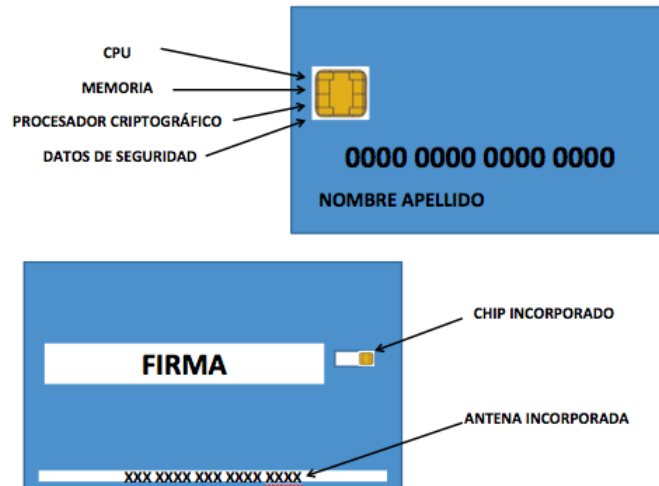 CPU
MEMORIA
PROCESADOR CRIPTOGRÁFICO
DATOS DE SEGURIDAD
0000 0000 0000 0000
NOMBRE APELLIDO
CHIP INCORPORADO
FIRMA
ANTENA INCORPORADA
XXX XXXX XXX XXXX XXXX